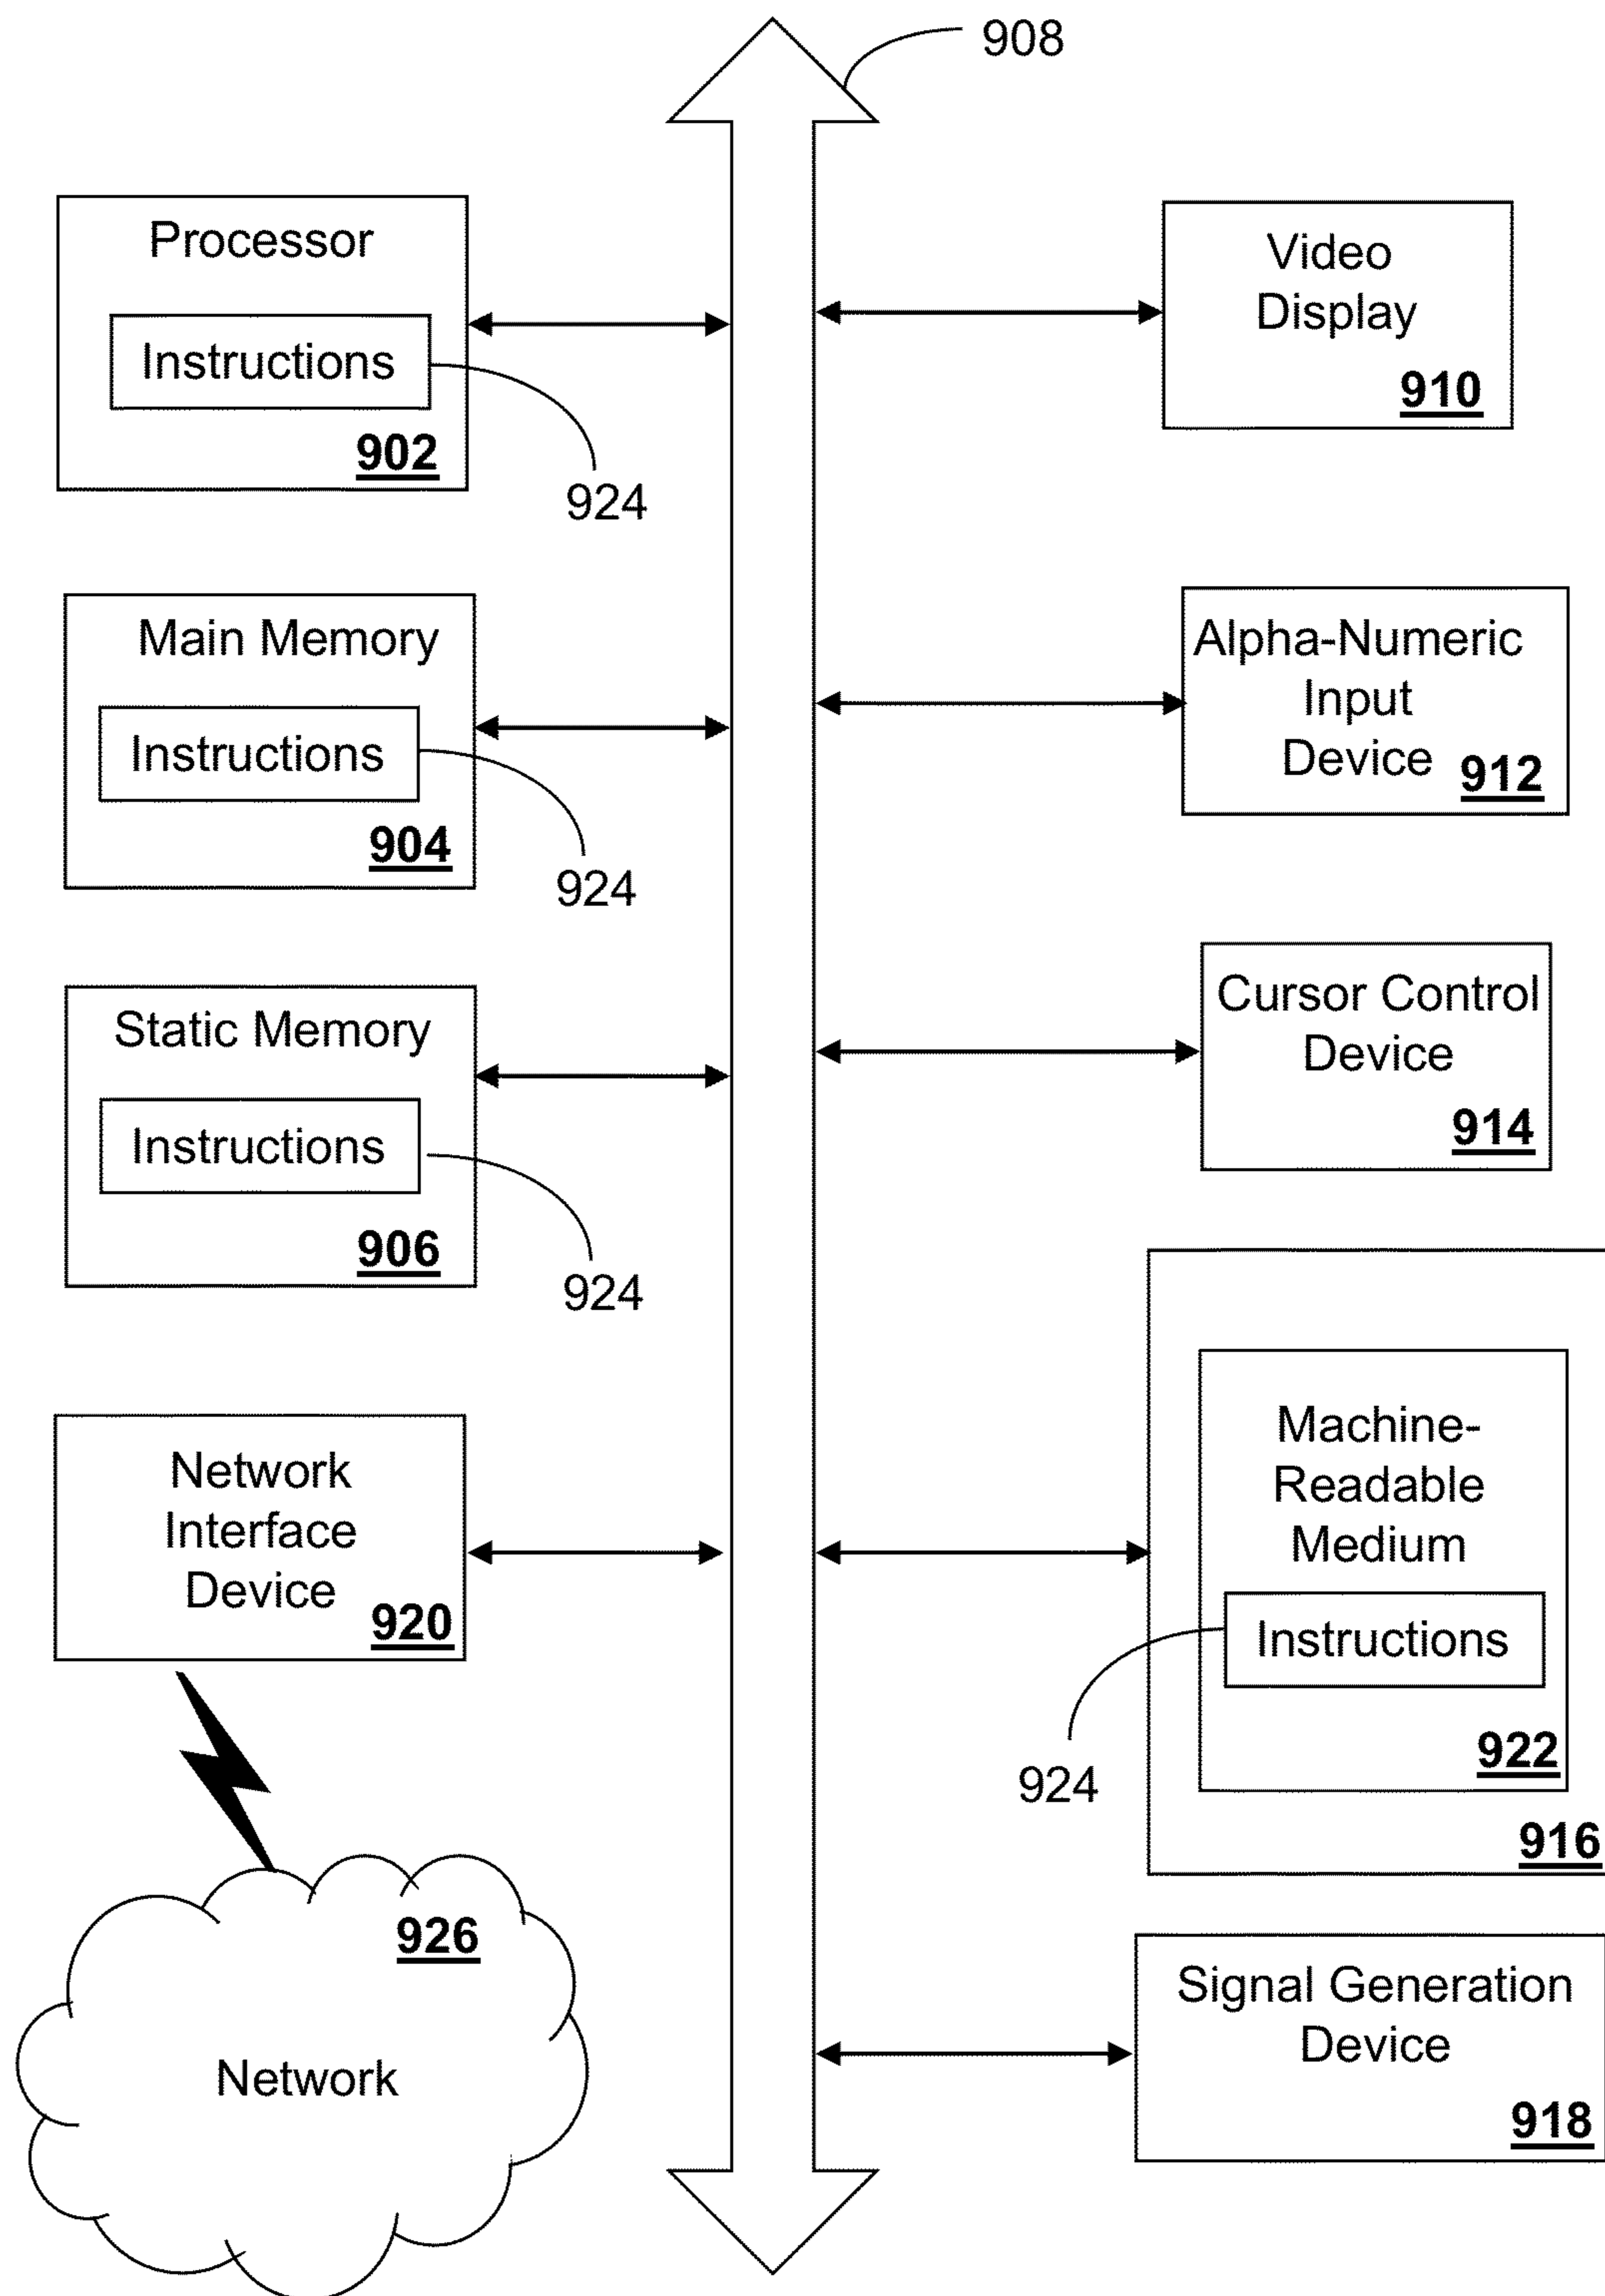 908
Processor
Instructions
902
924
Main Memory
Instructions
904
924
Static Memory
Instructions
906
924
Network
Interface
Device
920
926
Network
Video
Display
910
Alpha-Numeric
Input
Device
912
Cursor Control
Device
914
Machine-
Readable
Medium
Instructions
922
924
916
Signal Generation
Device
918